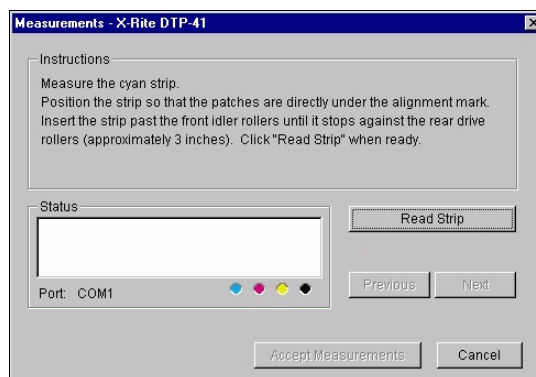 Measurements - X-Rite DTP-41
Instructions
Measure the cyan strip.
Position the strip so that the patches are directly under the alignment mark.
Insert the strip past the front idler rollers until it stops against the rear drive
rollers (approximately 3 inches). Click "Read Strip" when ready.
Status
Read Strip
Port: COM1
Previous
Next
Accept Measurements
Cancel